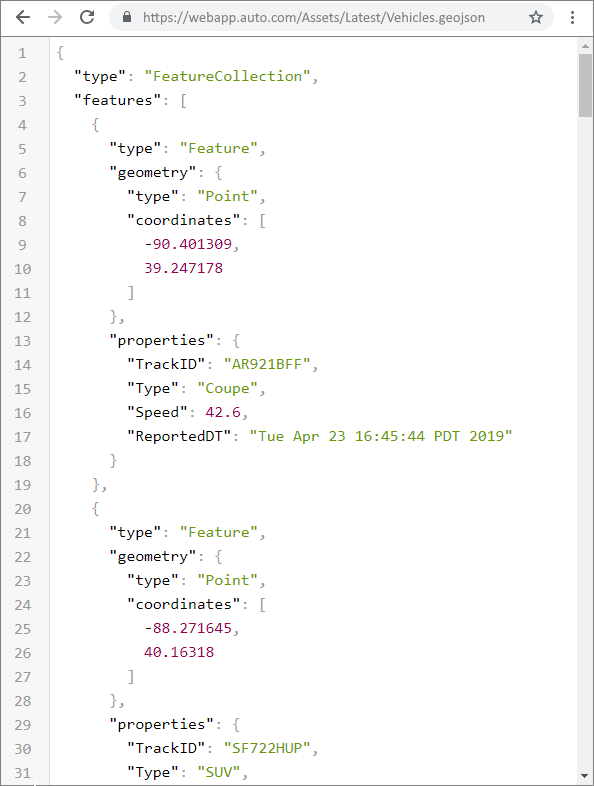 https://webapp.auto.com/Assets/Latest/Vehicles.geojson
1 {
2 "type": "FeatureCollection",
3 "features": [
4 {
5 "type": "Feature",
6 "geometry": {
7 "type": "Point",
8 "coordinates": [
9 -90.401309,
10 39.247178
11 ]
12 },
13 "properties": {
14 "TrackID": "AR921BFF",
15 "Type": "Coupe",
16 "Speed": 42.6,
17 "ReportedDT": "Tue Apr 23 16:45:44 PDT 2019"
18 }
19 },
20 {
21 "type": "Feature",
22 "geometry": {
23 "type": "Point",
24 "coordinates": [
25 -88.271645,
26 40.16318
27 ]
28 },
29 "properties": {
30 "TrackID": "SF722HUP",
31 "Type": "SUV",